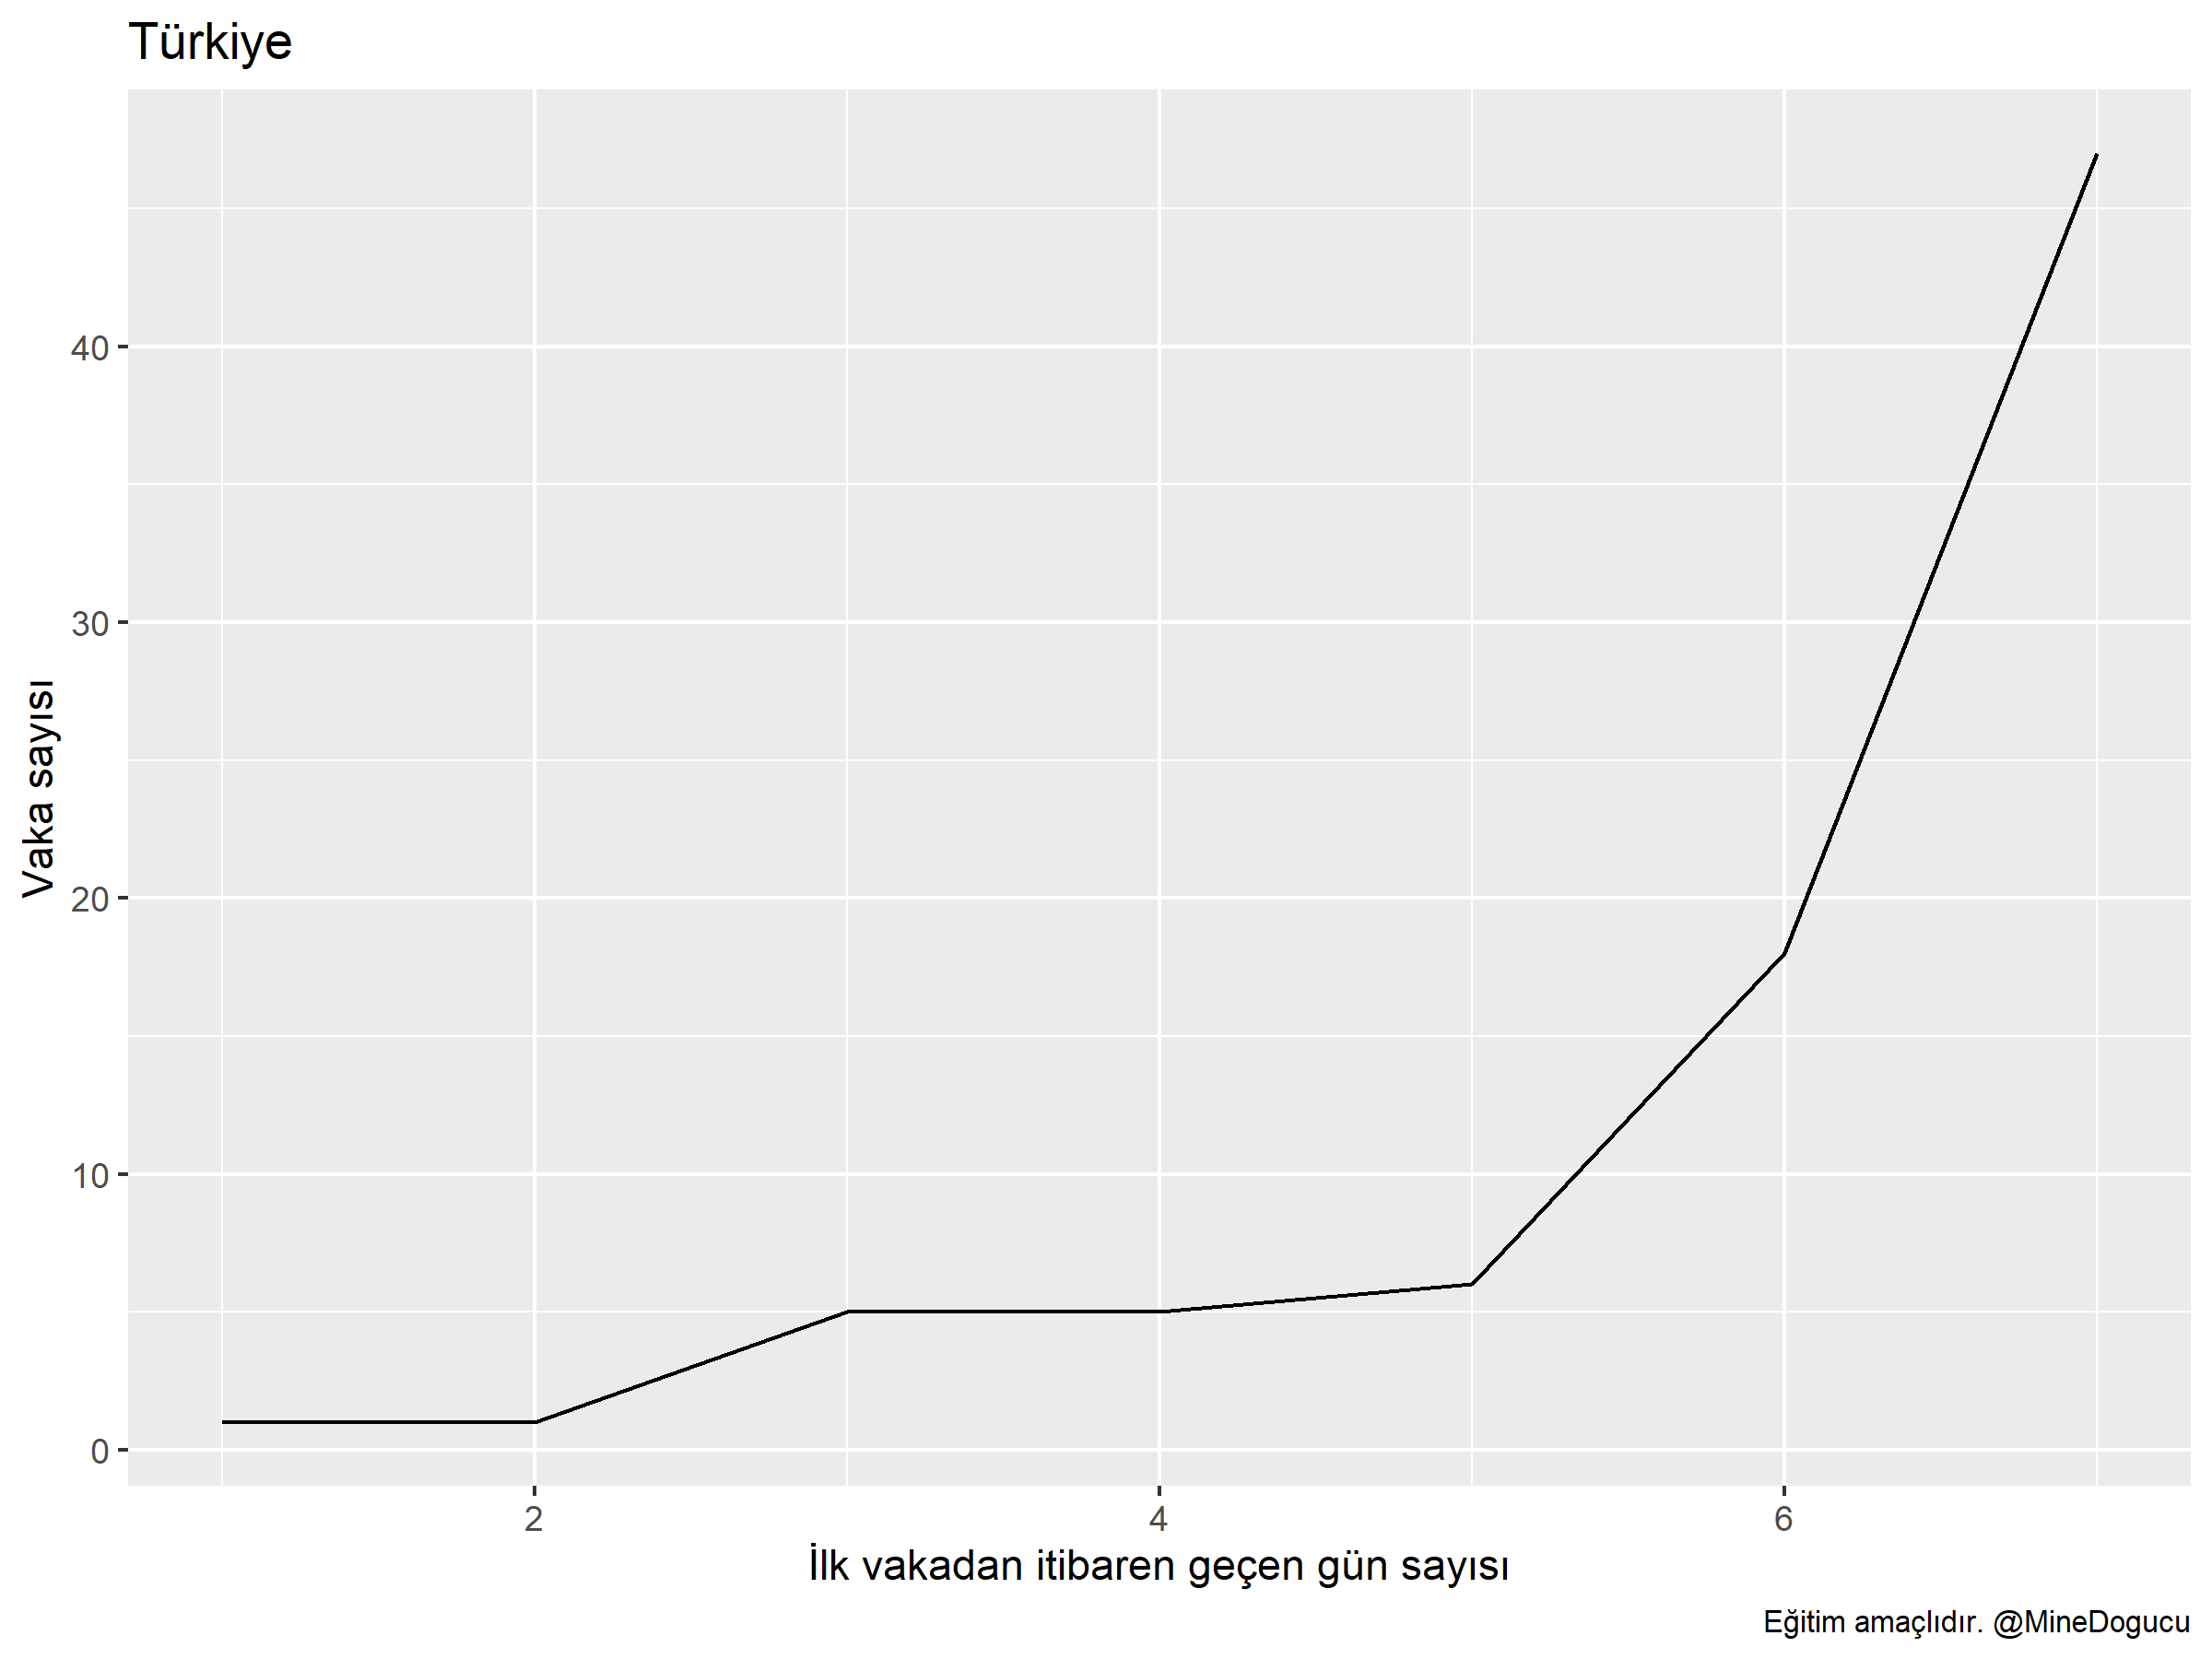 Türkiye
Vaka sayısı
40
30
20
10
0
2 4 6
İlk vakadan itibaren geçen gün sayısı
Eğitim amaçlıdır. @MineDogucu